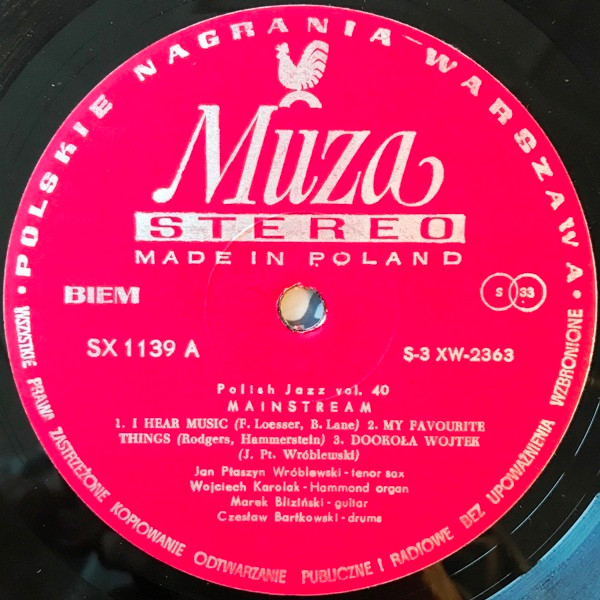 • POLSKIE NAGRANIA — WARSZAWA •
Muza
STEREO
MADE IN POLAND
BIEM
S 33
SX 1139 A
S-3 XW-2363
Polish Jazz vol. 40
MAINSTREAM
1. I HEAR MUSIC (F. Loesser, B. Lane) 2. MY FAVOURITE
THINGS (Rodgers, Hammerstein) 3. DOOKOŁA WOJTEK
(J. Pt. Wróblewski)
Jan Ptaszyn Wróblewski - tenor sax
Wojciech Karolak - Hammond organ
Marek Bliziński - guitar
Czesław Bartkowski - drums
WSZYSTKIE PRAWA ZASTRZEŻONE KOPIOWANIE ODTWARZANIE PUBLICZNE I RADIOWE BEZ UPOWAŻNIENIA WZBRONIONE